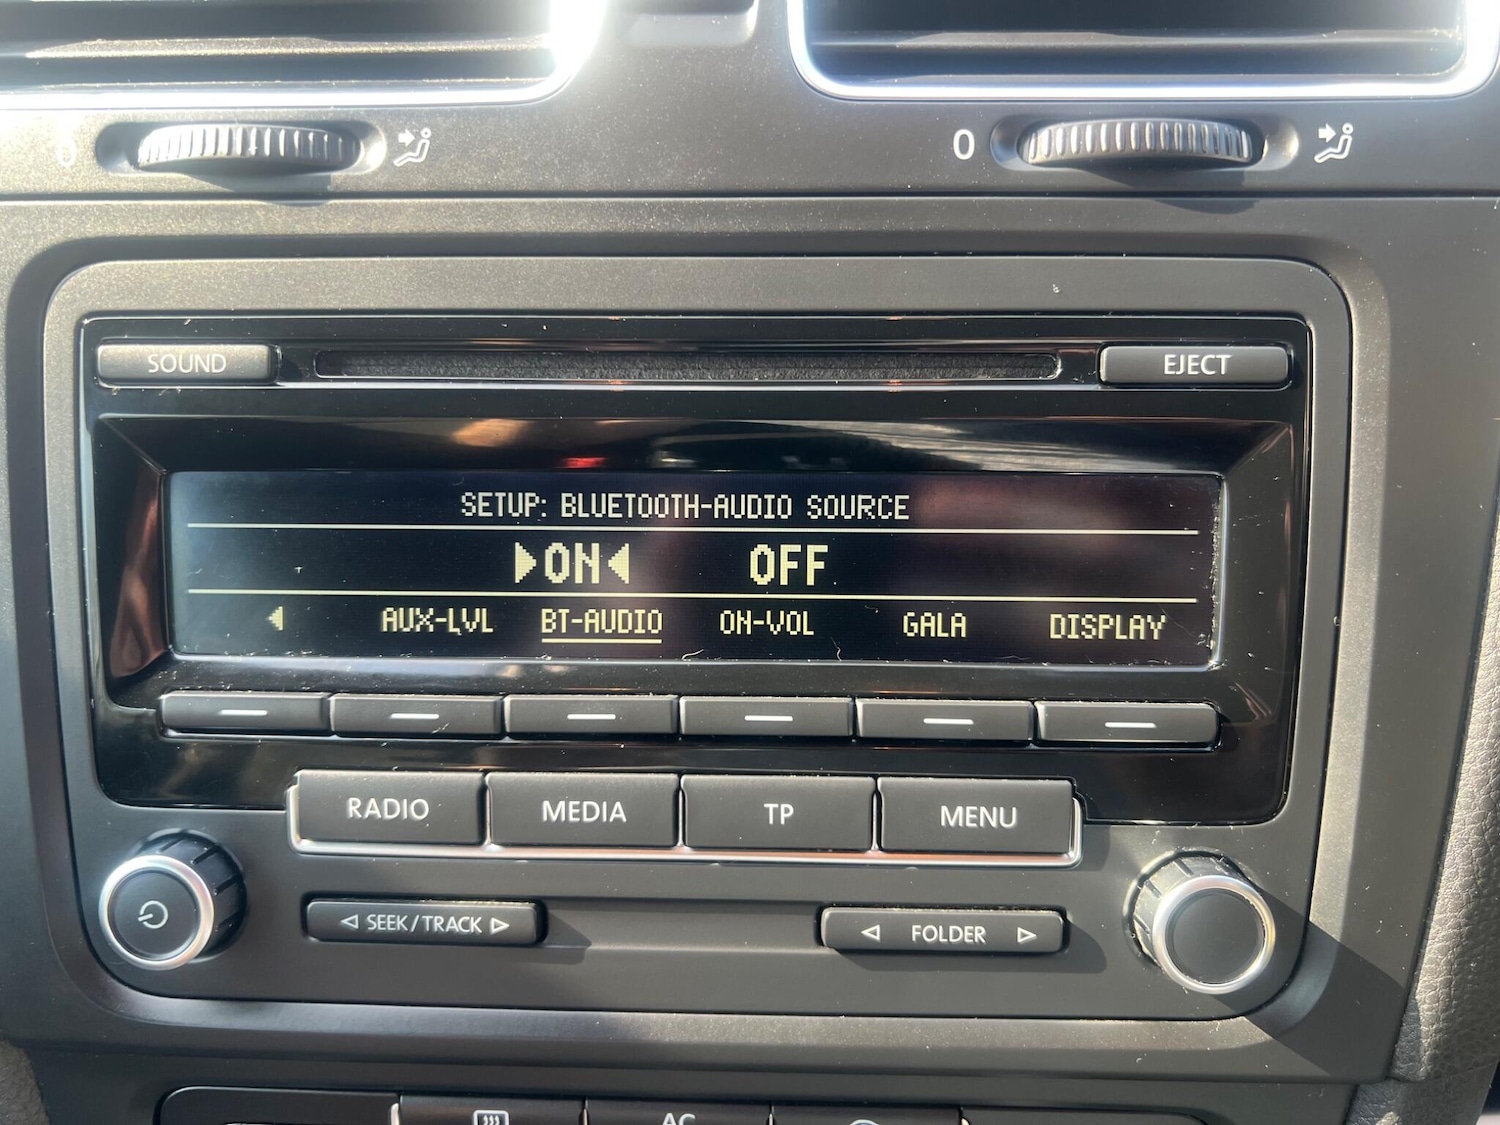 0 0
SOUND EJECT
SETUP: BLUETOOTH-AUDIO SOURCE
ON OFF
AUX-LVL BT-AUDIO ON-VOL GALA DISPLAY
RADIO MEDIA TP MENU
SEEK/TRACK FOLDER
AC